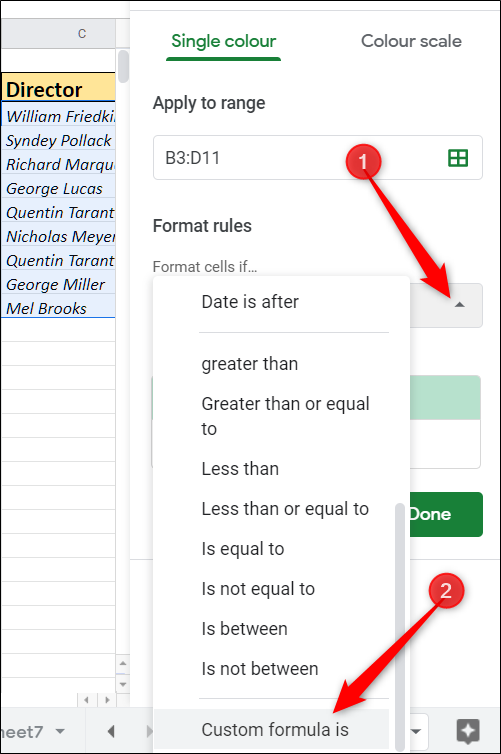 Single colour Colour scale
C
Director
William Friedki
Syndey Pollack
Richard Marqu
George Lucas
Quentin Tarant
Nicholas Meyer
Quentin Tarant
George Miller
Mel Brooks
Apply to range
B3:D11
1
Format rules
Format cells if…
Date is after
greater than
Greater than or equal
to
Less than
Less than or equal to
Is equal to
Is not equal to
Is between
Is not between
Custom formula is
Done
2
heet7